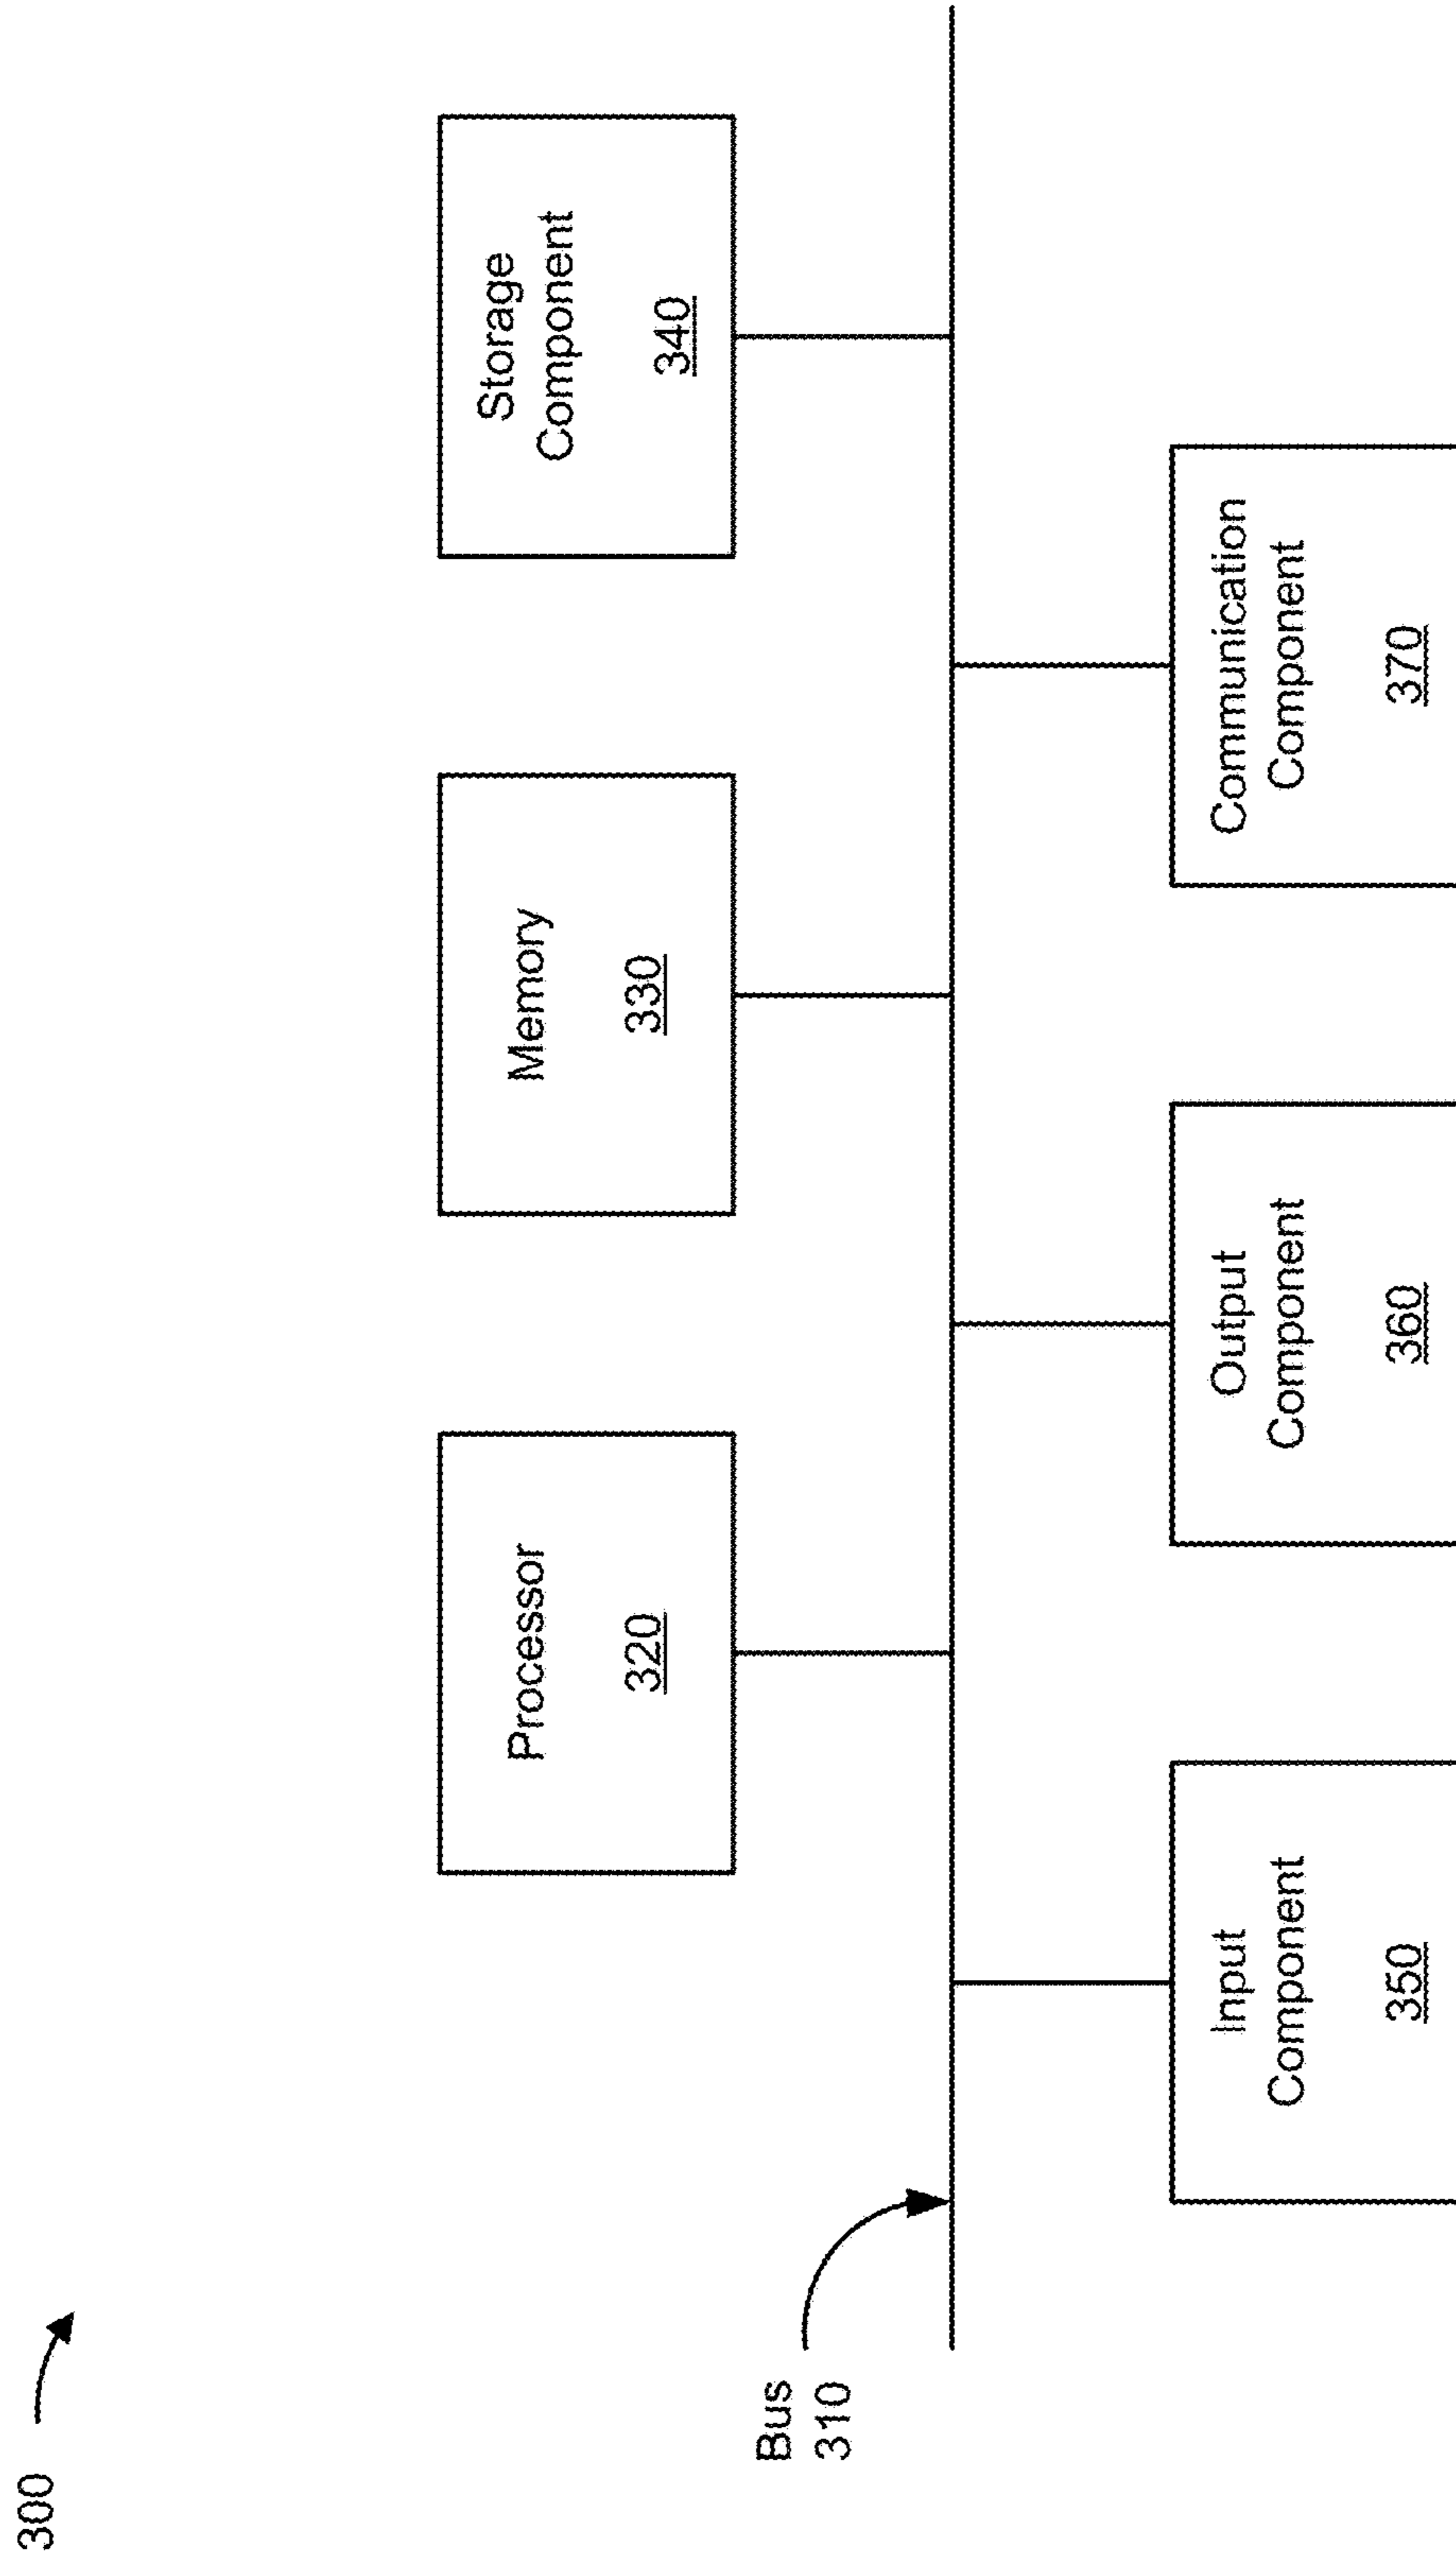 300
Processor
320
Memory
330
Storage
Component
340
Bus
310
Input
Component
350
Output
Component
360
Communication
Component
370